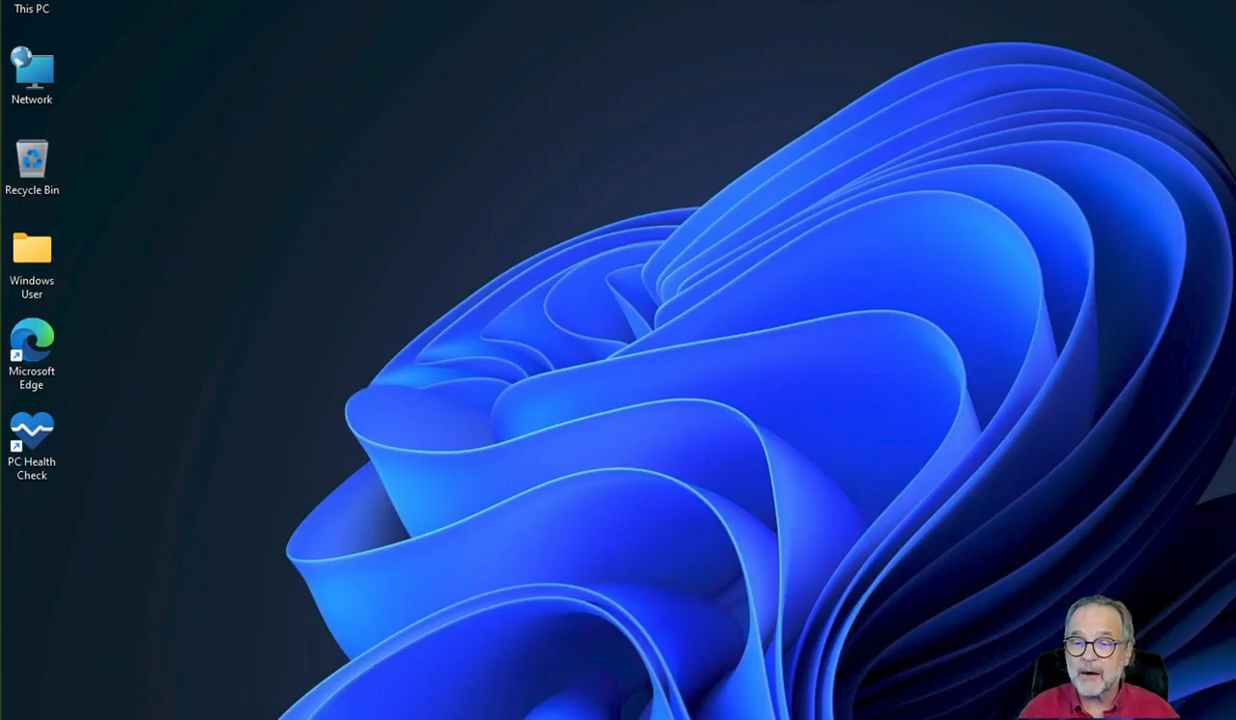 This PC
Network
Recycle Bin
Windows
User
Microsoft
Edge
PC Health
Check